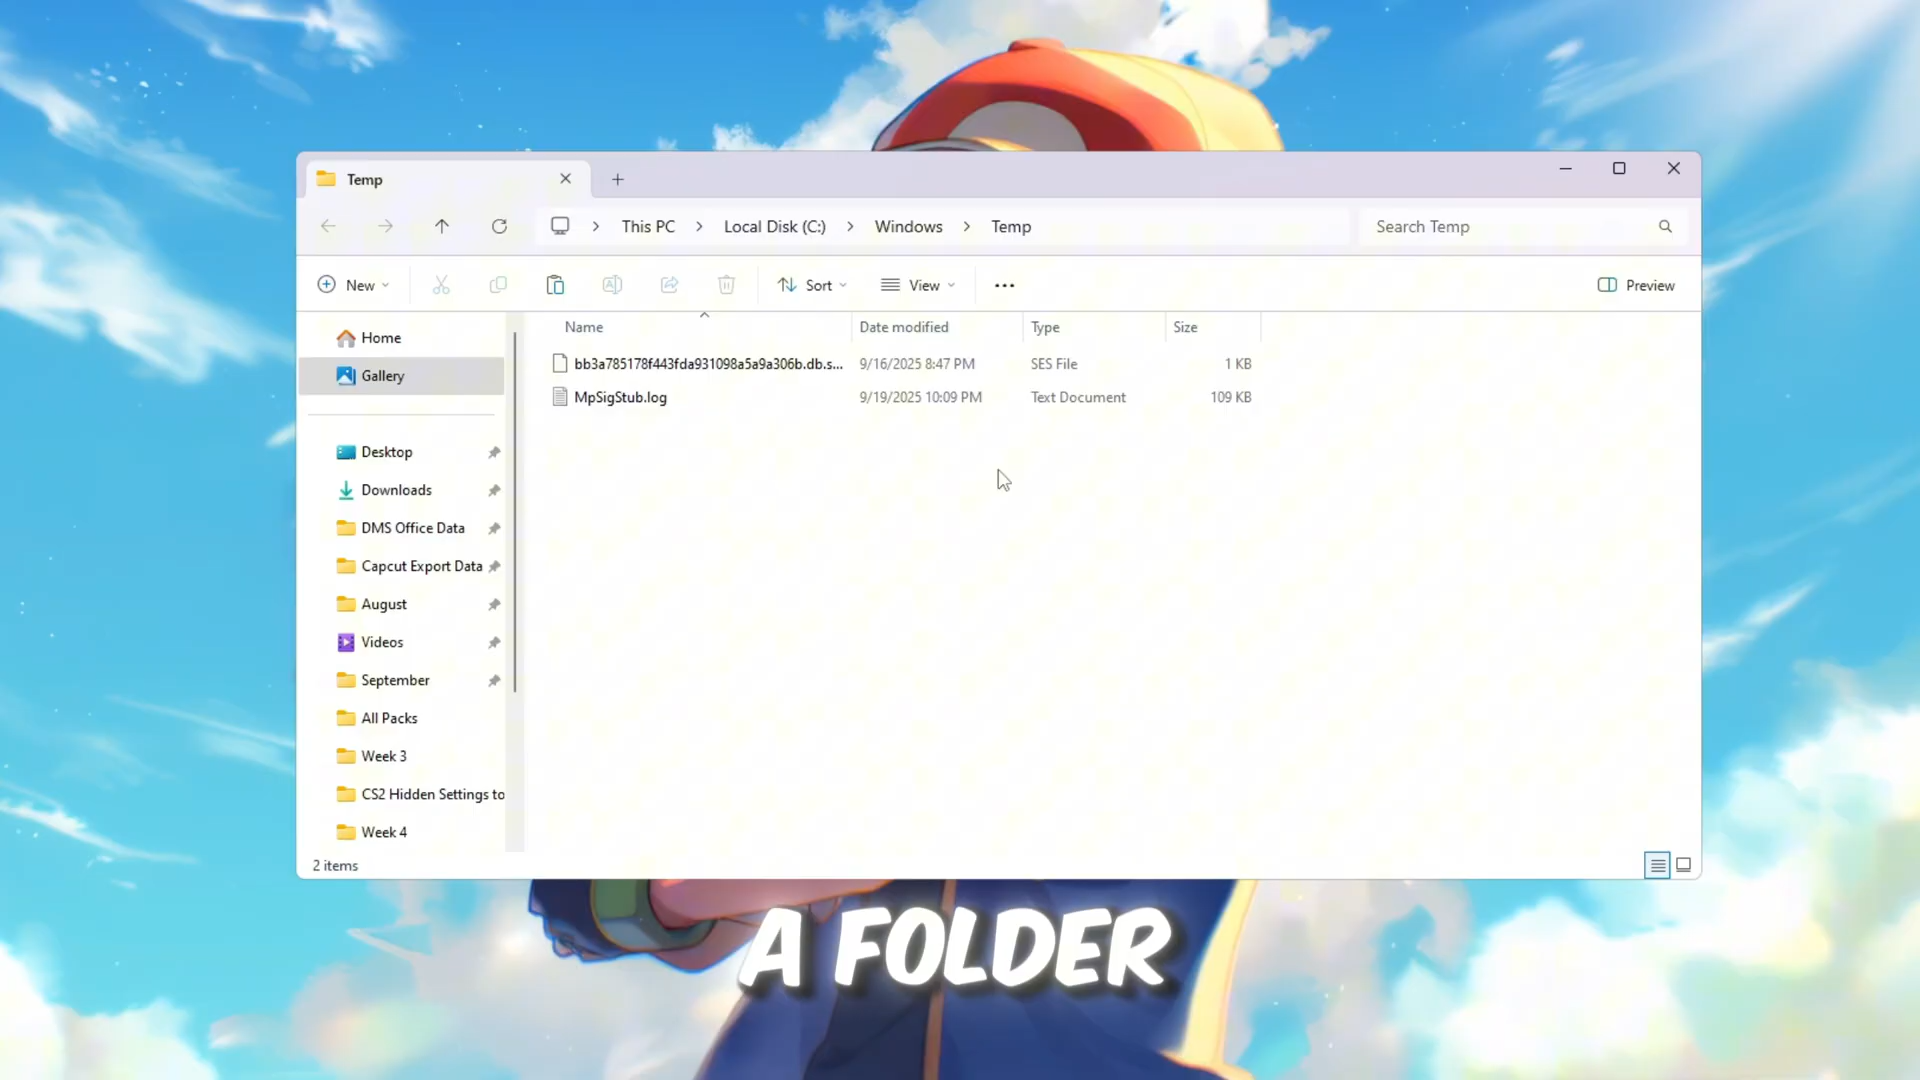 Temp
This PC > Local Disk (C:) > Windows > Temp
Search Temp
New
Sort
View
Preview
Name Date modified Type Size
bb3a785178f443fda931098a5a9a306b.db.s... 9/16/2025 8:47 PM SES File 1 KB
MpSigStub.log 9/19/2025 10:09 PM Text Document 109 KB
Home
Gallery
Desktop
Downloads
DMS Office Data
Capcut Export Data
August
Videos
September
All Packs
Week 3
CS2 Hidden Settings to
Week 4
2 items
A FOLDER